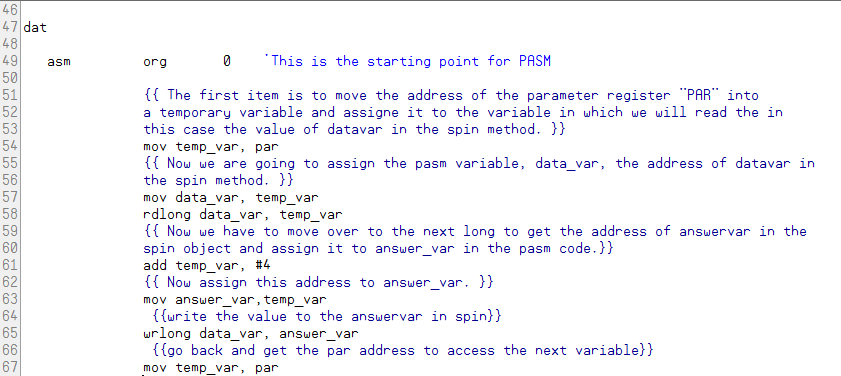 46
47 dat
48
49 asm org 0 'This is the starting point for PASM
50
51 {{ The first item is to move the address of the parameter register "PAR" into
52 a temporary variable and assigne it to the variable in which we will read the in
53 this case the value of datavar in the spin method. }}
54 mov temp_var, par
55 {{ Now we are going to assign the pasm variable, data_var, the address of datavar in
56 the spin method. }}
57 mov data_var, temp_var
58 rdlong data_var, temp_var
59 {{ Now we have to move over to the next long to get the address of answervar in the
60 spin object and assign it to answer_var in the pasm code.}}
61 add temp_var, #4
62 {{ Now assign this address to answer_var. }}
63 mov answer_var,temp_var
64 {{write the value to the answervar in spin}}
65 wrlong data_var, answer_var
66 {{go back and get the par address to access the next variable}}
67 mov temp_var, par